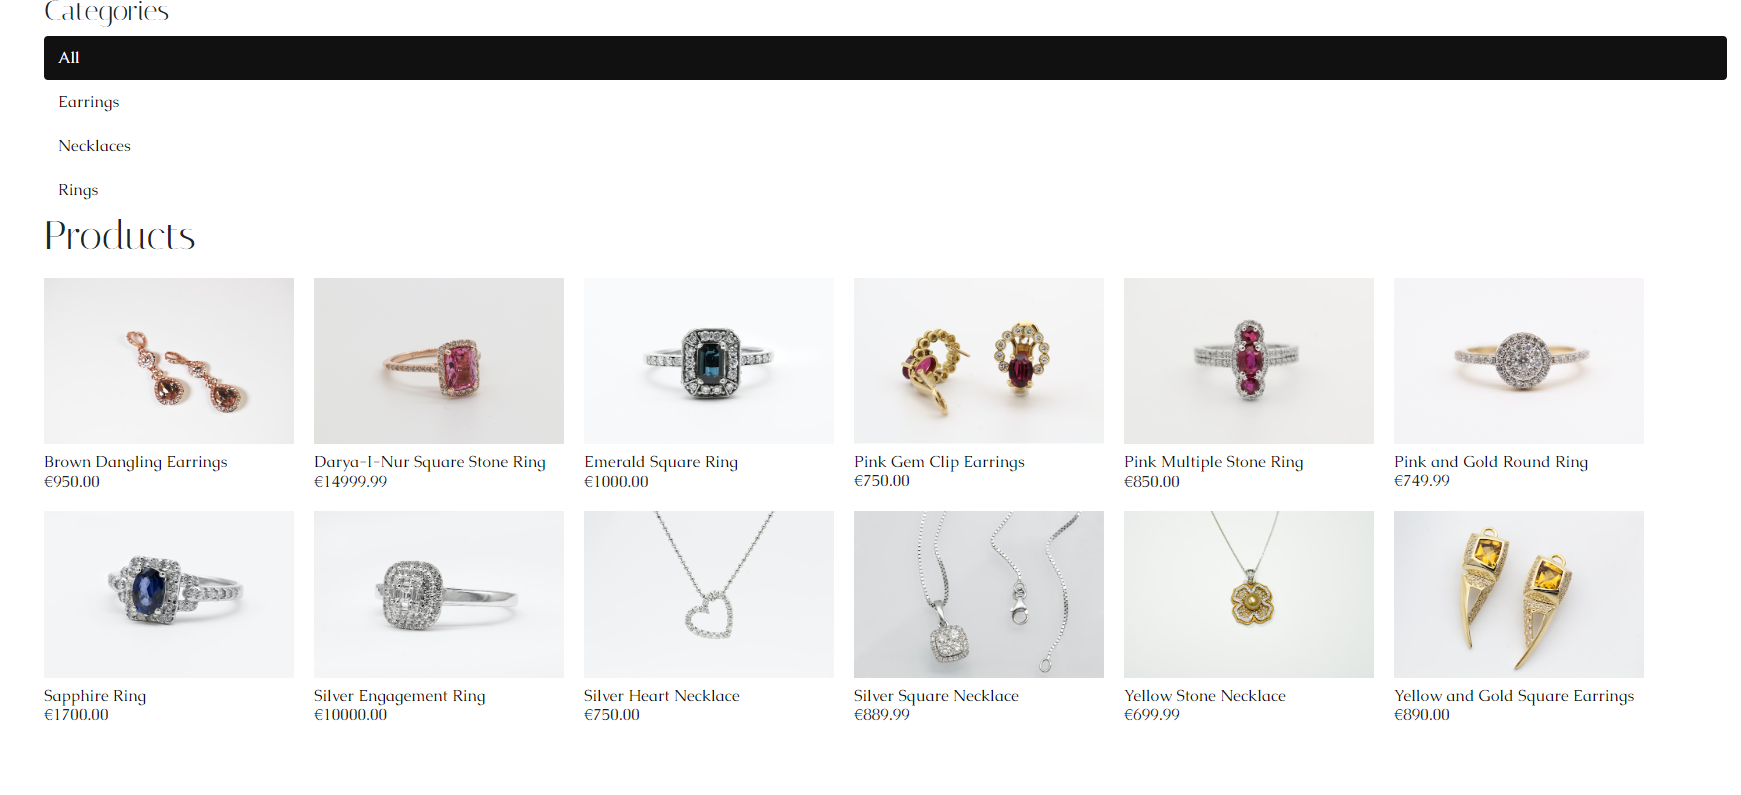 Categories
All
Earrings
Necklaces
Rings
Products
Brown Dangling Earrings
€950.00
Darya-I-Nur Square Stone Ring
€14999.99
Emerald Square Ring
€1000.00
Pink Gem Clip Earrings
€750.00
Pink Multiple Stone Ring
€850.00
Pink and Gold Round Ring
€749.99
Sapphire Ring
€1700.00
Silver Engagement Ring
€10000.00
Silver Heart Necklace
€750.00
Silver Square Necklace
€889.99
Yellow Stone Necklace
€699.99
Yellow and Gold Square Earrings
€890.00